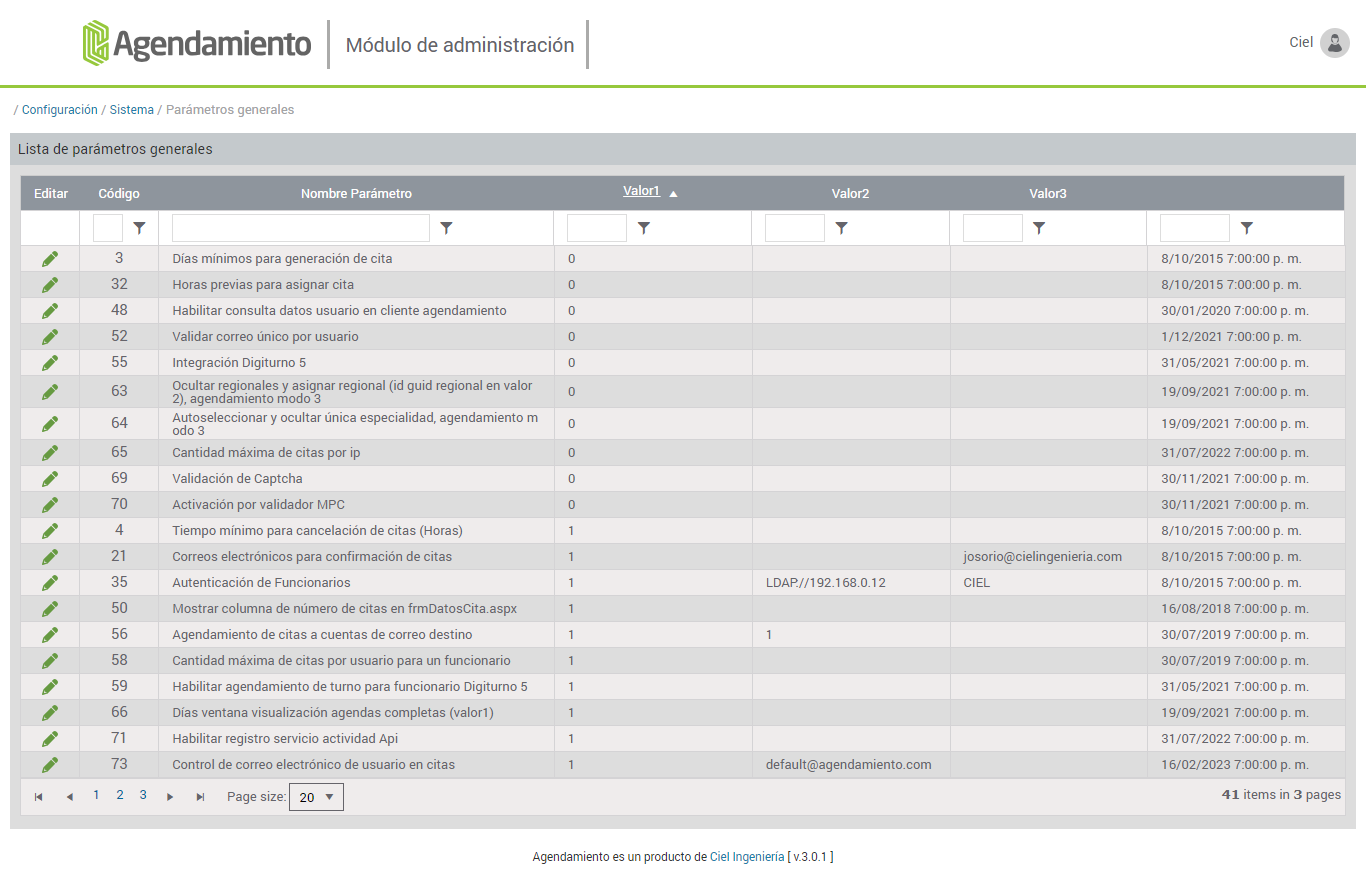 Agendamiento
Módulo de administración
Ciel
/ Configuración / Sistema / Parámetros generales
Lista de parámetros generales
Editar Código Nombre Parámetro Valor1 Valor2 Valor3
3 Días mínimos para generación de cita 0 8/10/2015 7:00:00 p. m.
32 Horas previas para asignar cita 0 8/10/2015 7:00:00 p. m.
48 Habilitar consulta datos usuario en cliente agendamiento 0 30/01/2020 7:00:00 p. m.
52 Validar correo único por usuario 0 1/12/2021 7:00:00 p. m.
55 Integración Digiturno 5 0 31/05/2021 7:00:00 p. m.
63 Ocultar regionales y asignar regional (id guid regional en valor
2), agendamiento modo 3 0 19/09/2021 7:00:00 p. m.
64 Autoseleccionar y ocultar única especialidad, agendamiento m
odo 3 0 19/09/2021 7:00:00 p. m.
65 Cantidad máxima de citas por ip 0 31/07/2022 7:00:00 p. m.
69 Validación de Captcha 0 30/11/2021 7:00:00 p. m.
70 Activación por validador MPC 0 30/11/2021 7:00:00 p. m.
4 Tiempo mínimo para cancelación de citas (Horas) 1 8/10/2015 7:00:00 p. m.
21 Correos electrónicos para confirmación de citas 1 josorio@cielingenieria.com 8/10/2015 7:00:00 p. m.
35 Autenticación de Funcionarios 1 LDAP://192.168.0.12 CIEL 8/10/2015 7:00:00 p. m.
50 Mostrar columna de número de citas en frmDatosCita.aspx 1 16/08/2018 7:00:00 p. m.
56 Agendamiento de citas a cuentas de correo destino 1 1 30/07/2019 7:00:00 p. m.
58 Cantidad máxima de citas por usuario para un funcionario 1 30/07/2019 7:00:00 p. m.
59 Habilitar agendamiento de turno para funcionario Digiturno 5 1 31/05/2021 7:00:00 p. m.
66 Días ventana visualización agendas completas (valor1) 1 19/09/2021 7:00:00 p. m.
71 Habilitar registro servicio actividad Api 1 31/07/2022 7:00:00 p. m.
73 Control de correo electrónico de usuario en citas 1 default@agendamiento.com 16/02/2023 7:00:00 p. m.
1 2 3 Page size: 20 41 items in 3 pages
Agendamiento es un producto de Ciel Ingeniería [ v.3.0.1 ]